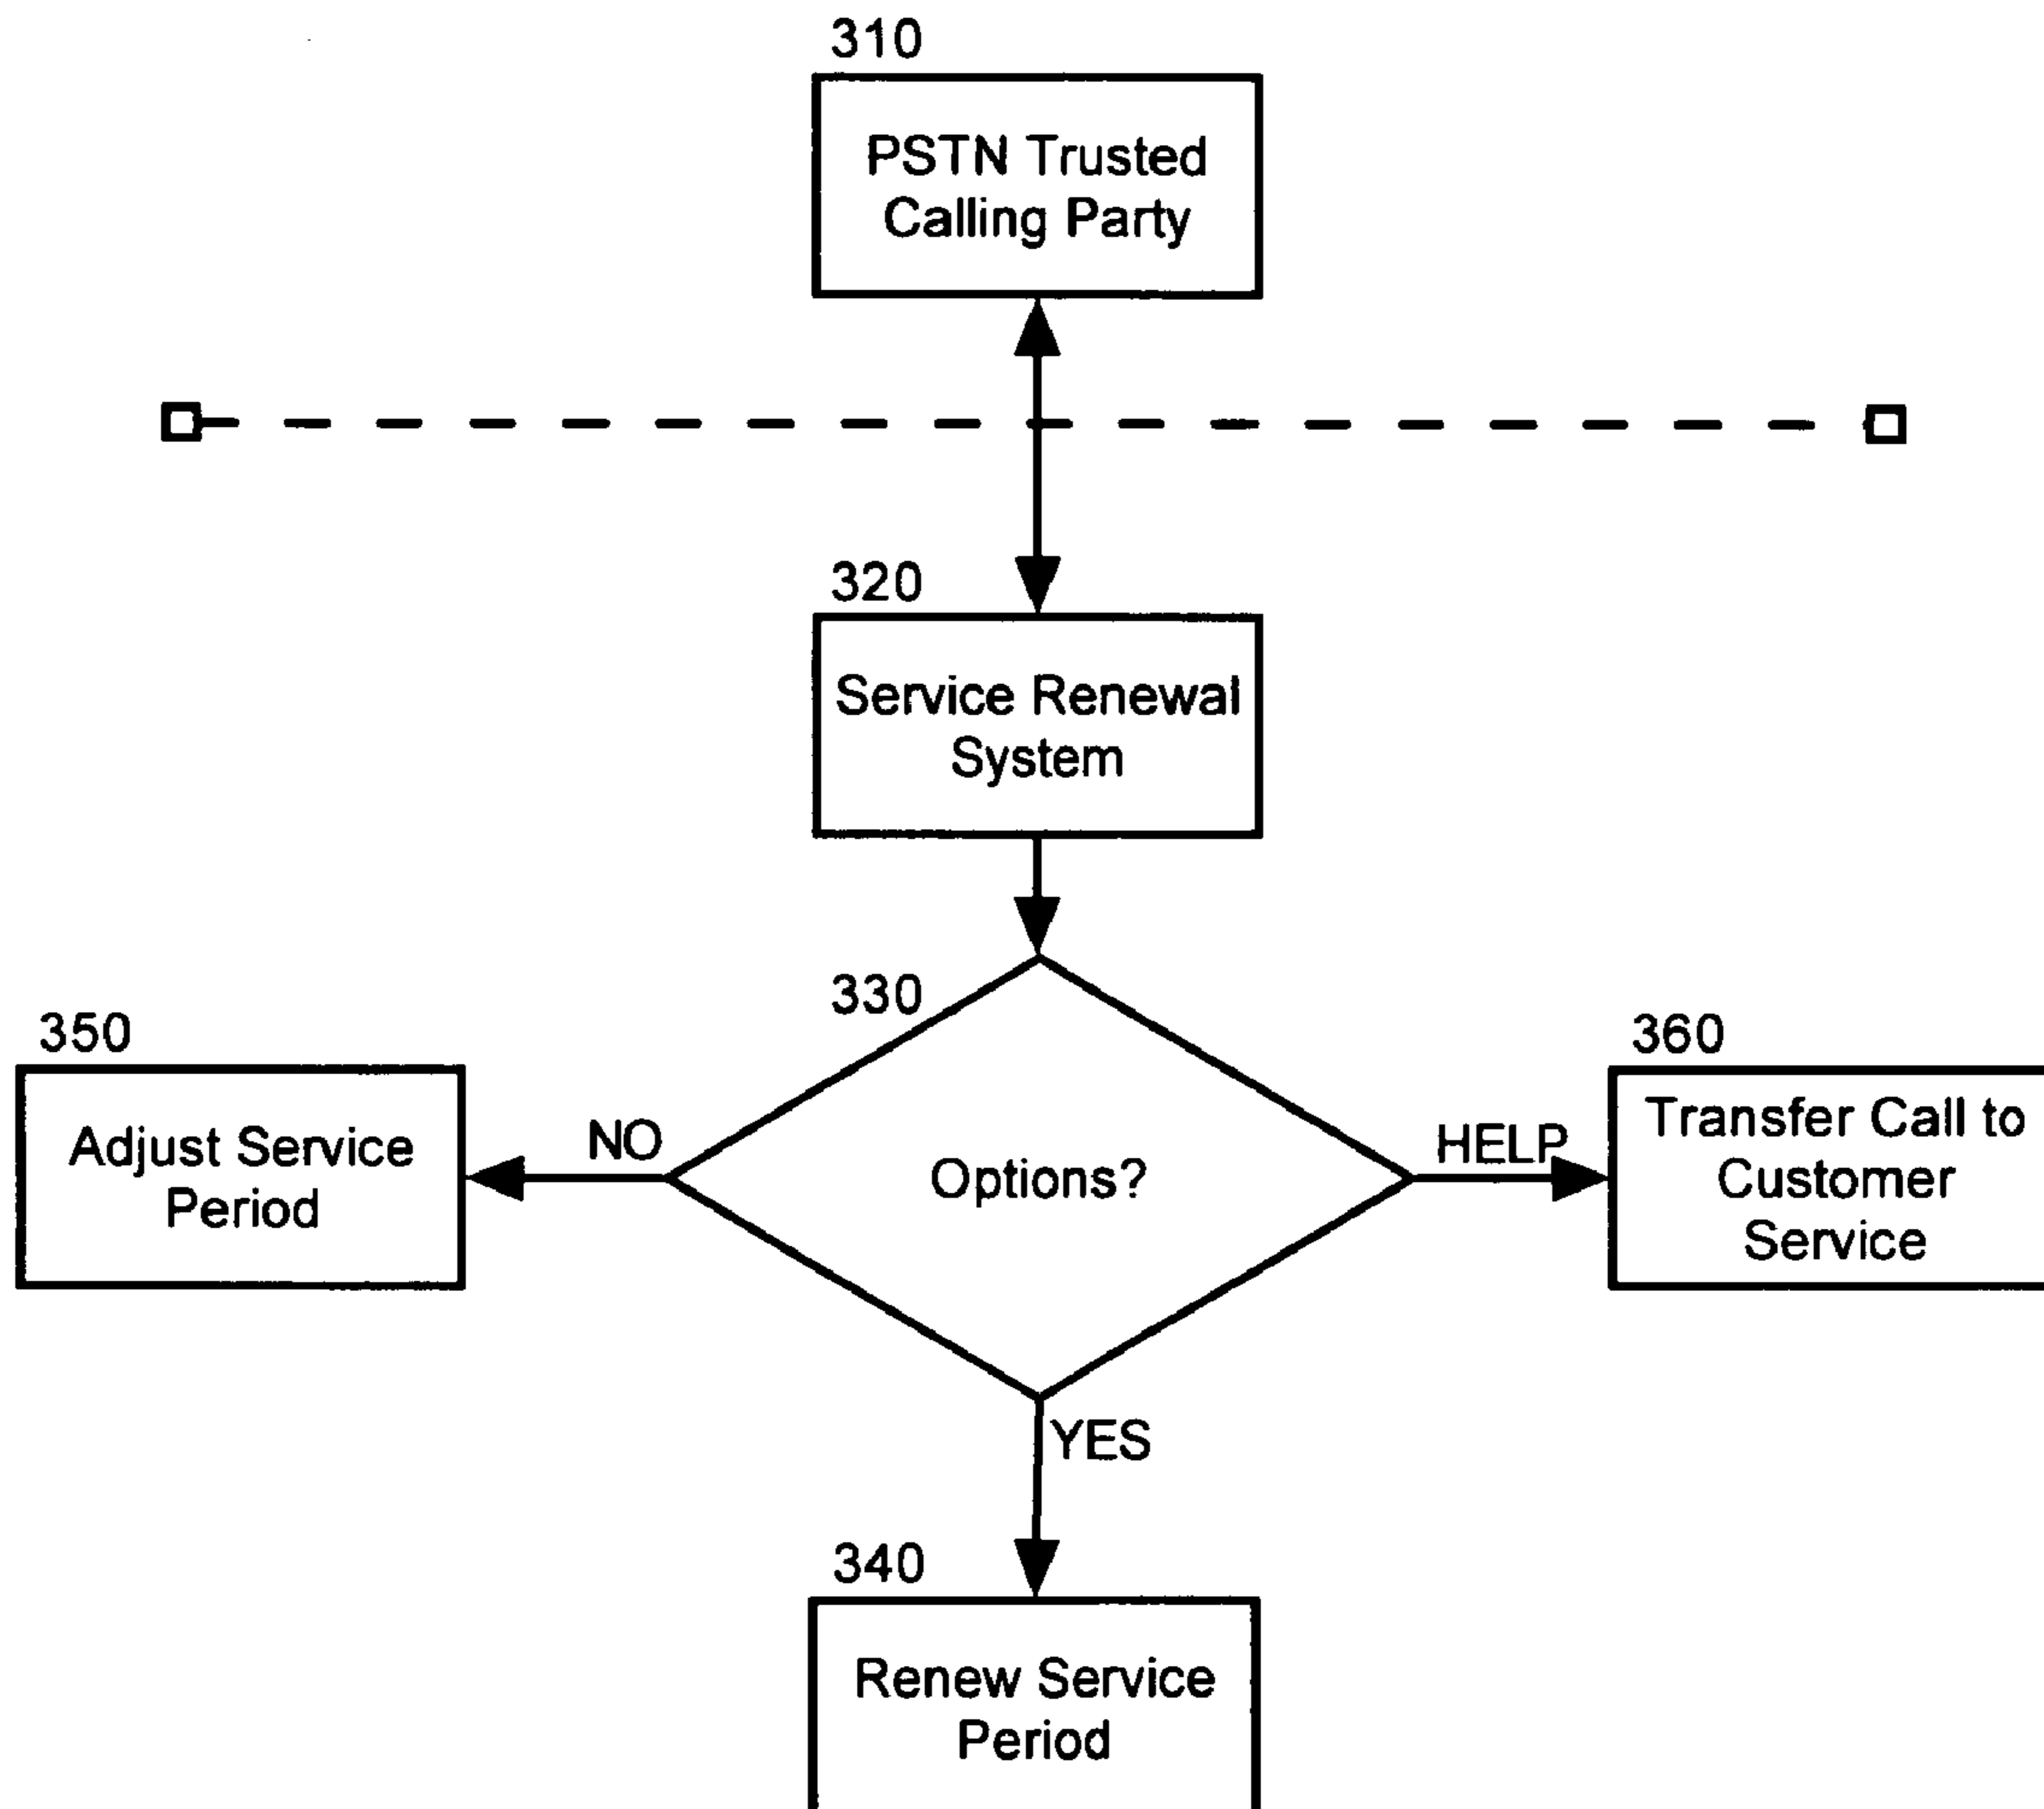 310
PSTN Trusted
Calling Party
320
Service Renewal
System
330
Options?
350
Adjust Service
Period
NO
HELP
360
Transfer Call to
Customer
Service
YES
340
Renew Service
Period